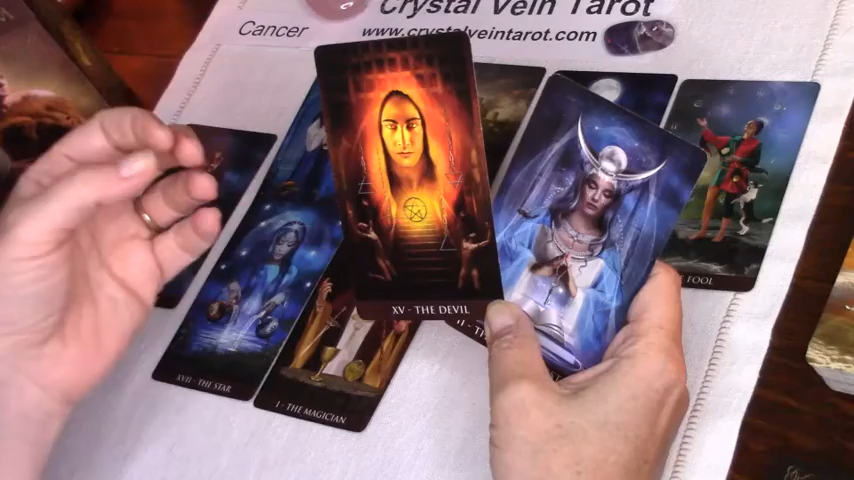 Crystal Vein Tarot
Cancer
www.crystalveintarot.com
XV - THE DEVIL
FOOL
XVII - THE STAR
I - THE MAGICIAN